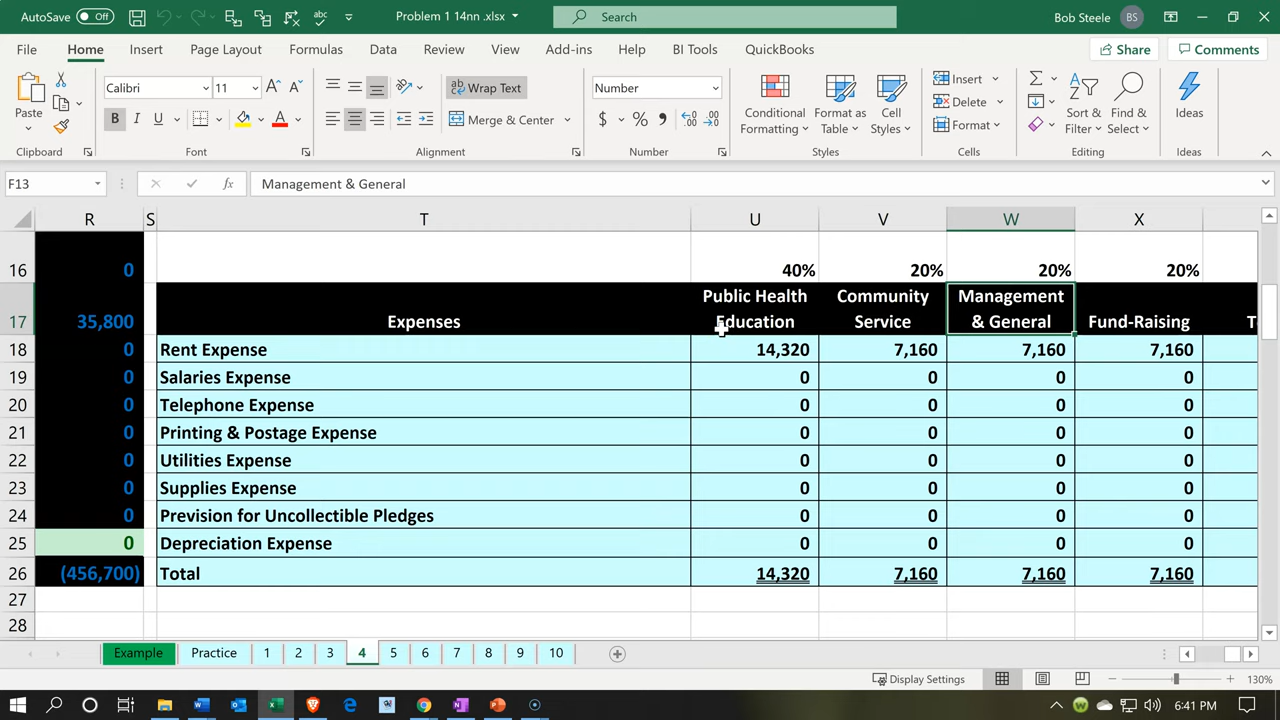 AutoSave Off Problem 1 14nn .xlsx Search Bob Steele BS
File Home Insert Page Layout Formulas Data Review View Add-ins Help BI Tools QuickBooks Share Comments
Paste Calibri 11 Wrap Text Number Conditional Formatting Format as Table Cell Styles Insert Sort & Filter Find & Select Ideas
B I U Merge & Center $ % Delete
Format
Clipboard Font Alignment Number Styles Cells Editing Ideas
F13 fx Management & General
R S T U V W X
16 0 40% 20% 20% 20%
Public Health Community Management
17 35,800 Expenses Education Service & General Fund-Raising T
18 0 Rent Expense 14,320 7,160 7,160 7,160
19 0 Salaries Expense 0 0 0 0
20 0 Telephone Expense 0 0 0 0
21 0 Printing & Postage Expense 0 0 0 0
22 0 Utilities Expense 0 0 0 0
23 0 Supplies Expense 0 0 0 0
24 0 Prevision for Uncollectible Pledges 0 0 0 0
25 0 Depreciation Expense 0 0 0 0
26 (456,700) Total 14,320 7,160 7,160 7,160
27
28
Example Practice 1 2 3 4 5 6 7 8 9 10
Display Settings 130%
6:41 PM